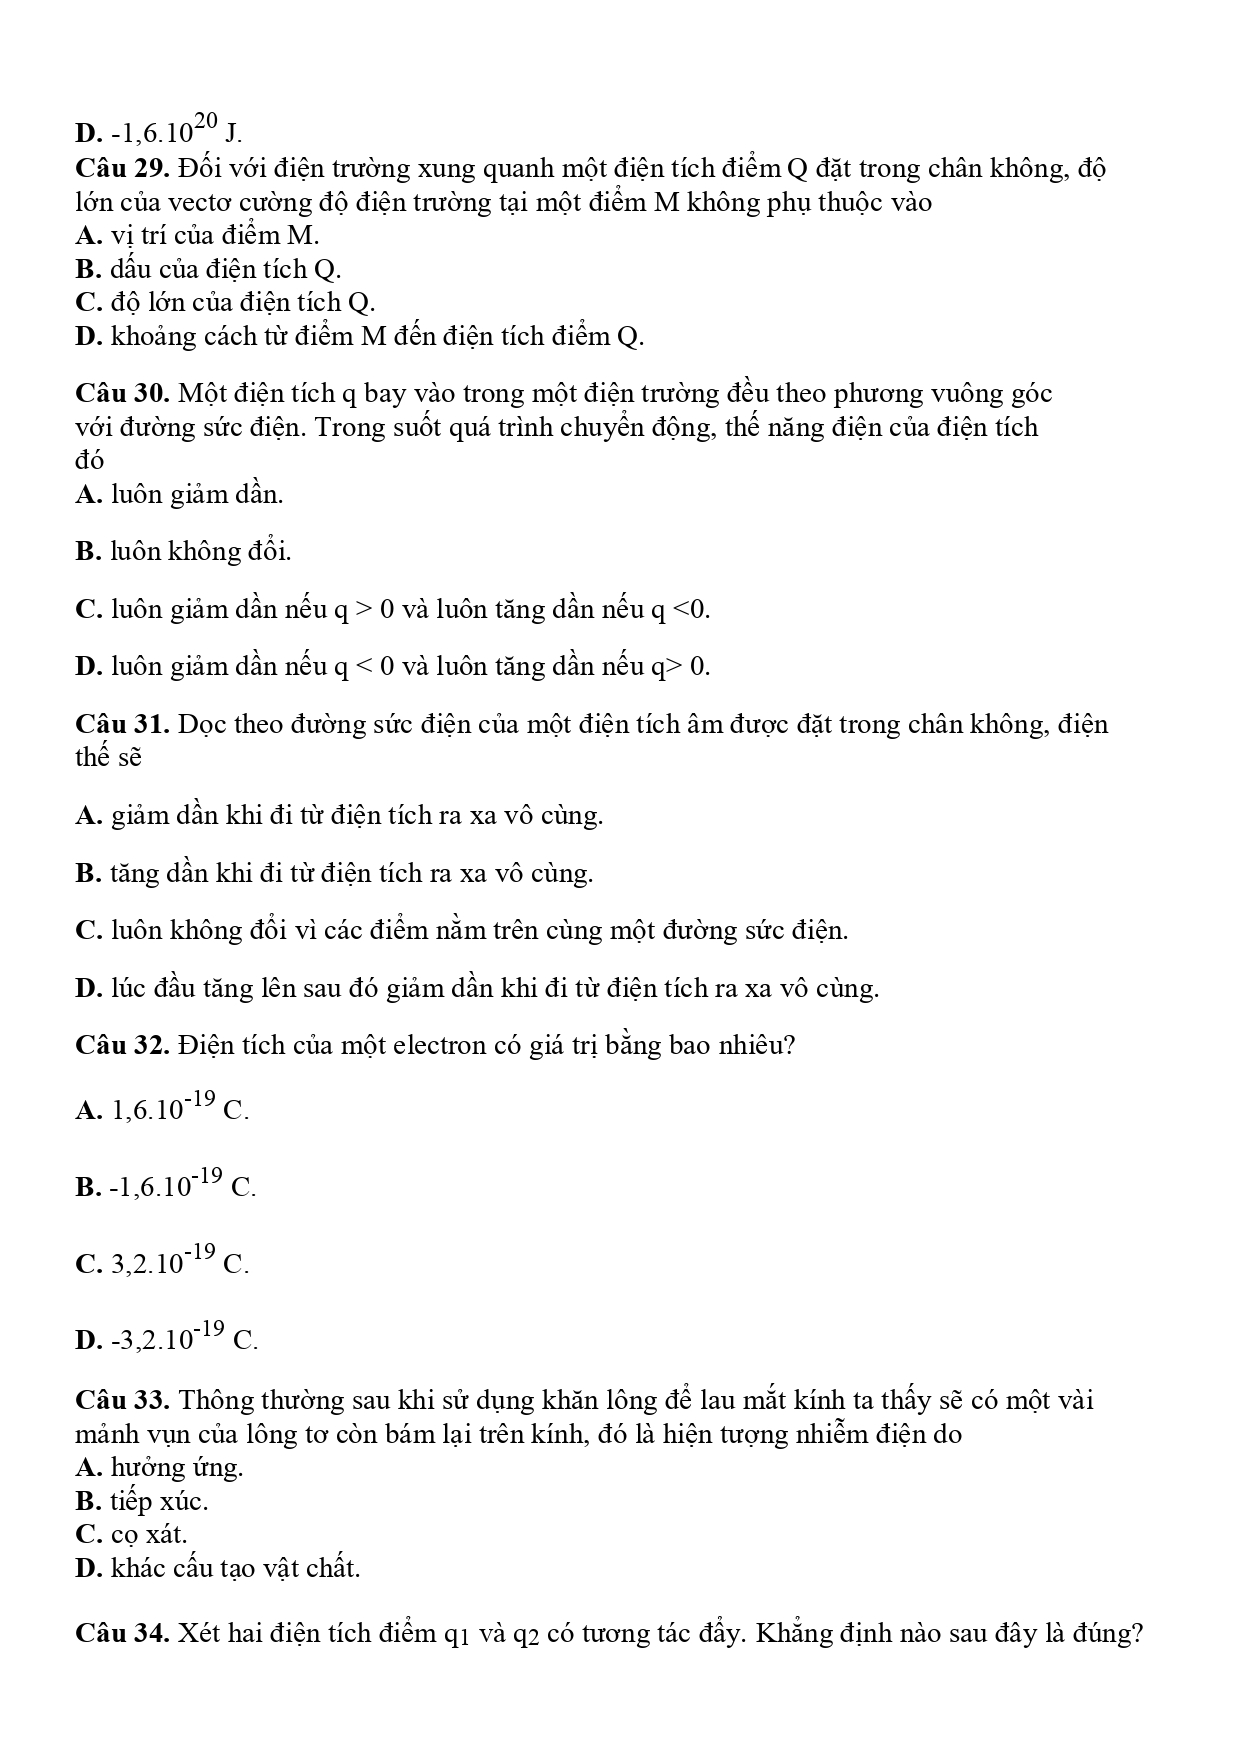 D. -1,6.10^20 J.
Câu 29. Đối với điện trường xung quanh một điện tích điểm Q đặt trong chân không, độ
lớn của vectơ cường độ điện trường tại một điểm M không phụ thuộc vào
A. vị trí của điểm M.
B. dấu của điện tích Q.
C. độ lớn của điện tích Q.
D. khoảng cách từ điểm M đến điện tích điểm Q.
Câu 30. Một điện tích q bay vào trong một điện trường đều theo phương vuông góc
với đường sức điện. Trong suốt quá trình chuyển động, thế năng điện của điện tích
đó
A. luôn giảm dần.
B. luôn không đổi.
C. luôn giảm dần nếu q > 0 và luôn tăng dần nếu q <0.
D. luôn giảm dần nếu q < 0 và luôn tăng dần nếu q> 0.
Câu 31. Dọc theo đường sức điện của một điện tích âm được đặt trong chân không, điện
thế sẽ
A. giảm dần khi đi từ điện tích ra xa vô cùng.
B. tăng dần khi đi từ điện tích ra xa vô cùng.
C. luôn không đổi vì các điểm nằm trên cùng một đường sức điện.
D. lúc đầu tăng lên sau đó giảm dần khi đi từ điện tích ra xa vô cùng.
Câu 32. Điện tích của một electron có giá trị bằng bao nhiêu?
A. 1,6.10^-19 C.
B. -1,6.10^-19 C.
C. 3,2.10^-19 C.
D. -3,2.10^-19 C.
Câu 33. Thông thường sau khi sử dụng khăn lông để lau mắt kính ta thấy sẽ có một vài
mảnh vụn của lông tơ còn bám lại trên kính, đó là hiện tượng nhiễm điện do
A. hưởng ứng.
B. tiếp xúc.
C. cọ xát.
D. khác cấu tạo vật chất.
Câu 34. Xét hai điện tích điểm q1 và q2 có tương tác đẩy. Khẳng định nào sau đây là đúng?